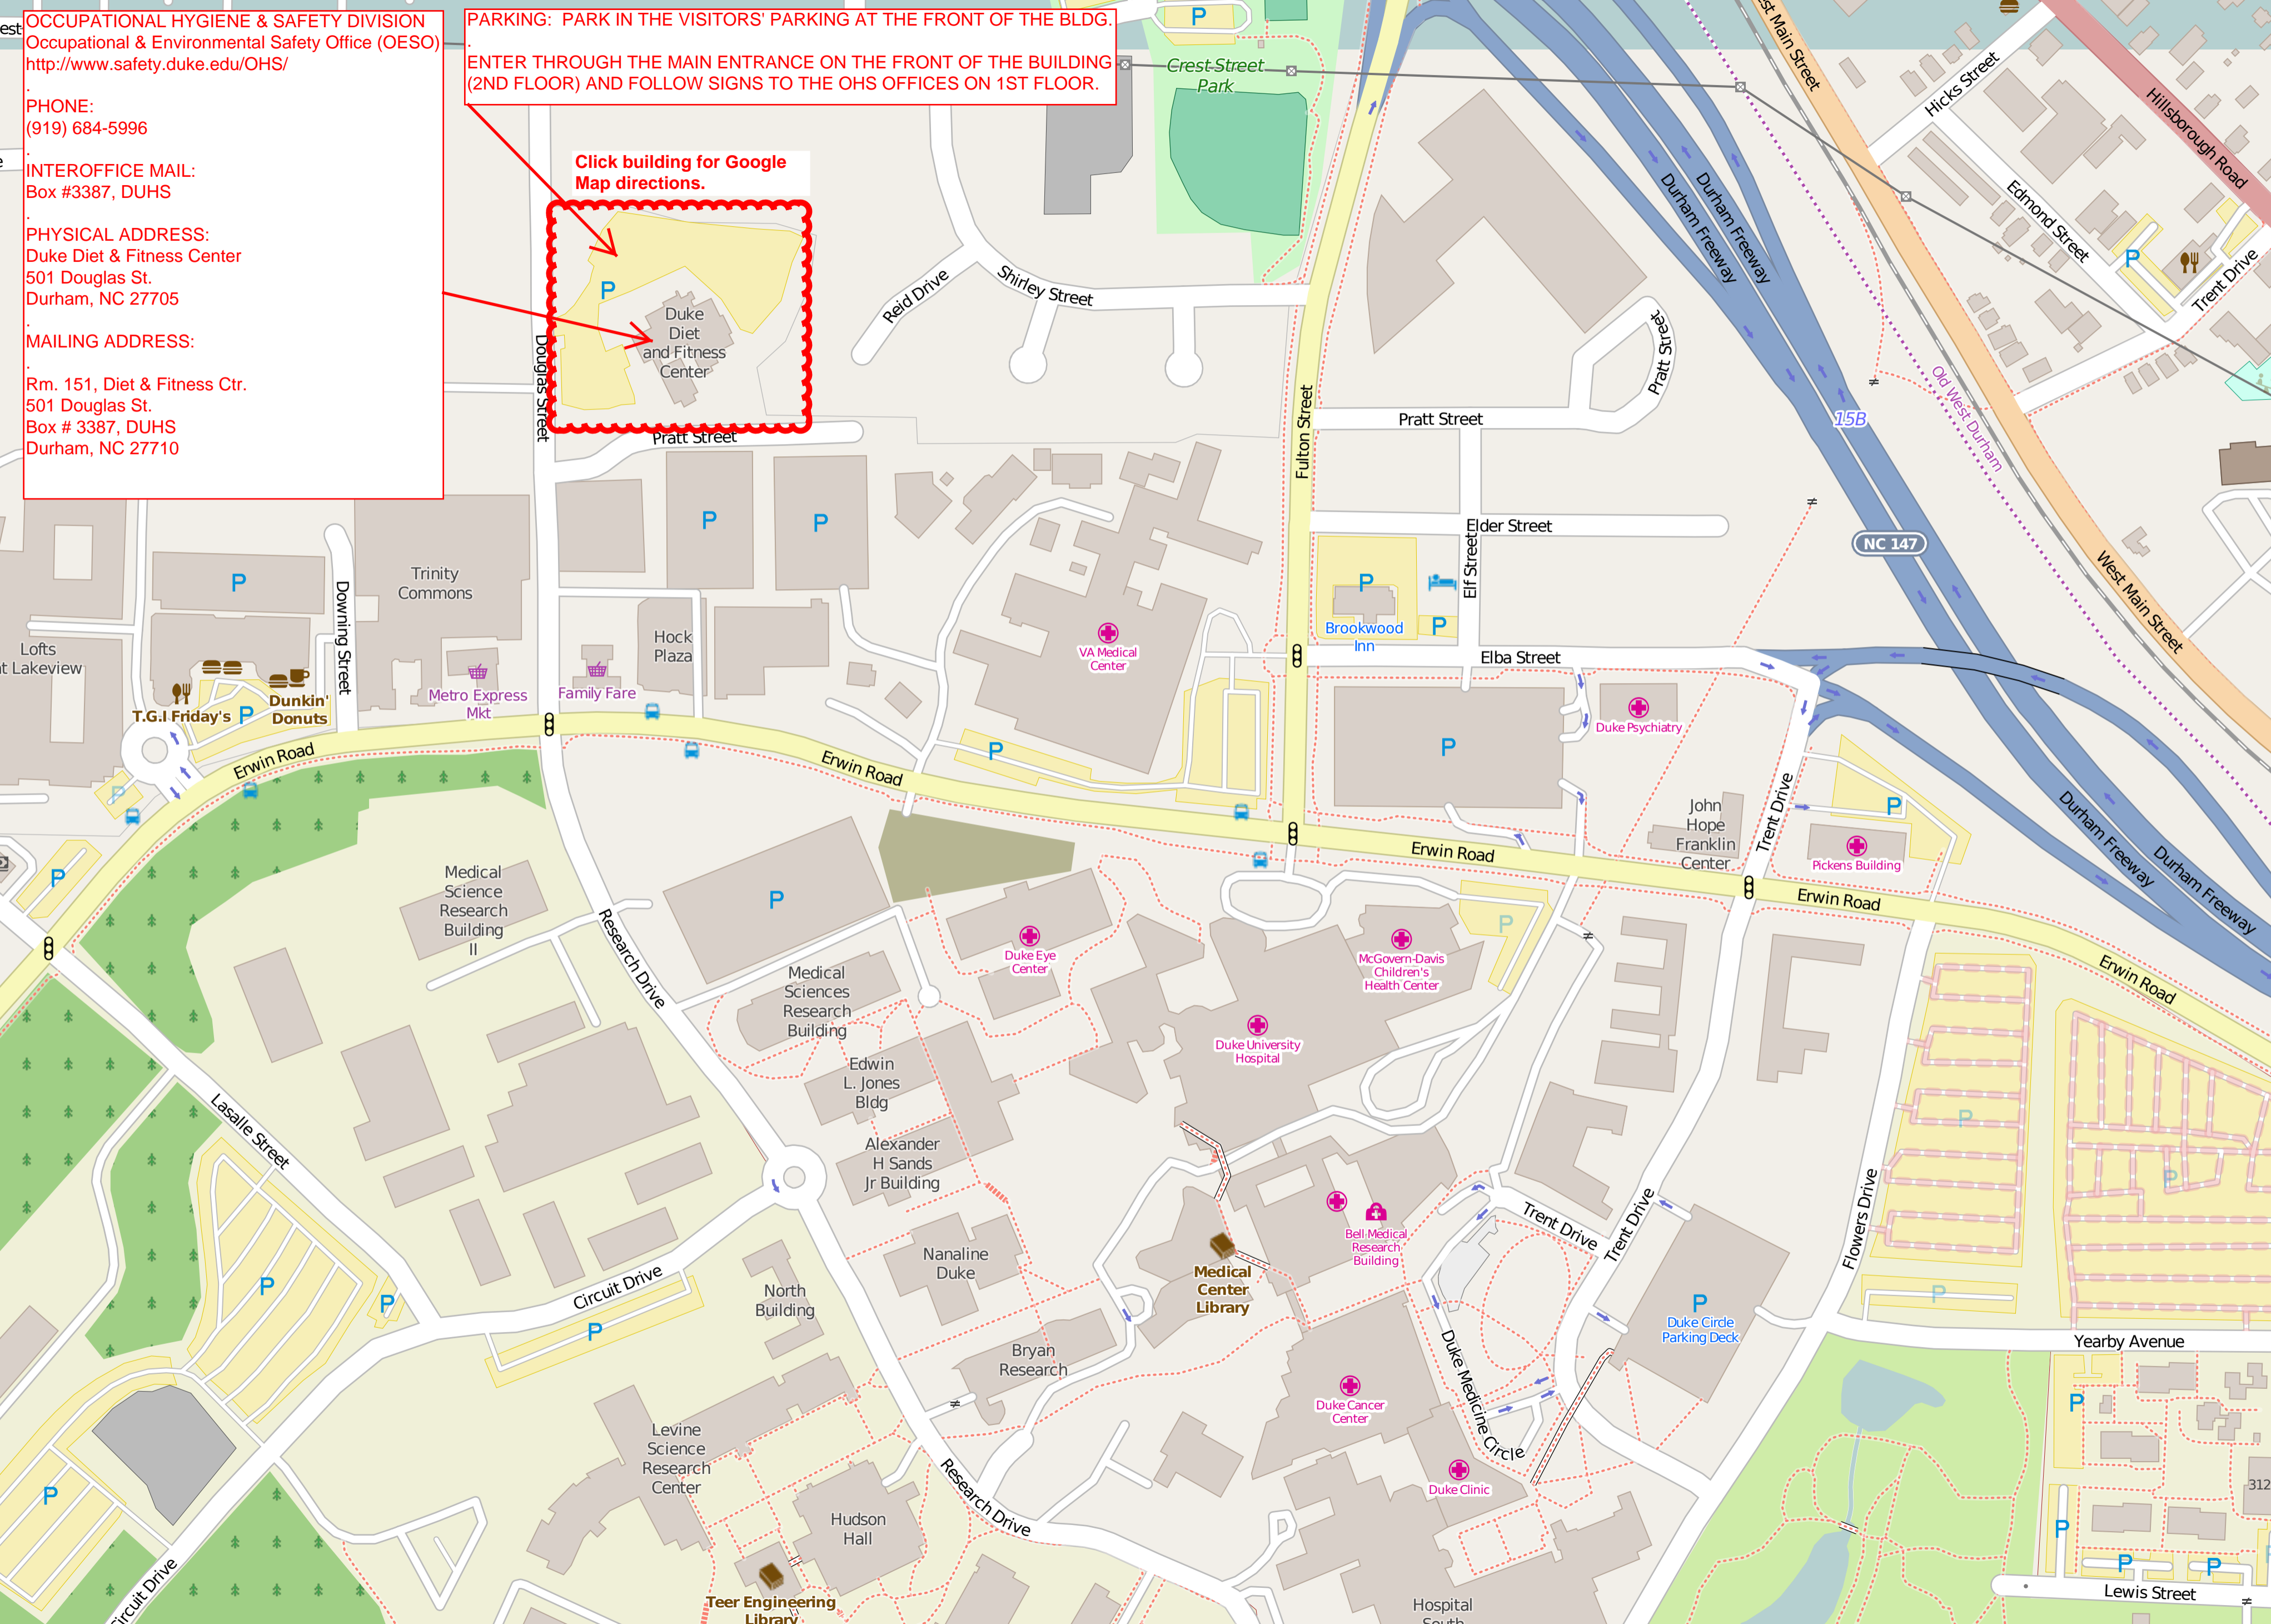 OCCUPATIONAL HYGIENE & SAFETY DIVISION
Occupational & Environmental Safety Office (OESO)
http://www.safety.duke.edu/OHS/
.
PHONE:
(919) 684-5996
.
INTEROFFICE MAIL:
Box #3387, DUHS
.
PHYSICAL ADDRESS:
Duke Diet & Fitness Center
501 Douglas St.
Durham, NC 27705
.
MAILING ADDRESS:
.
Rm. 151, Diet & Fitness Ctr.
501 Douglas St.
Box # 3387, DUHS
Durham, NC 27710
PARKING:  PARK IN THE VISITORS' PARKING AT THE FRONT OF THE BLDG.
.
ENTER THROUGH THE MAIN ENTRANCE ON THE FRONT OF THE BUILDING
(2ND FLOOR) AND FOLLOW SIGNS TO THE OHS OFFICES ON 1ST FLOOR.
Click building for Google
Map directions.
P
Crest Street
Park
West Main Street
Hicks Street
Hillsborough Road
Edmond Street
Trent Drive
P
Durham Freeway
Durham Freeway
P
Duke
Diet
and Fitness
Center
Douglas Street
Reid Drive
Shirley Street
Pratt Street
Fulton Street
Pratt Street
Pratt Street
15B
Old West Durham
P
P
Elder Street
Elf Street
NC 147
West Main Street
P
Trinity
Commons
Downing Street
Lofts
at Lakeview
Hock
Plaza
VA Medical
Center
P
P
Brookwood
Inn
Elba Street
Metro Express
Mkt
Family Fare
T.G.I Friday's
P
Dunkin'
Donuts
Erwin Road
Erwin Road
P
P
Duke Psychiatry
John
Hope
Franklin
Center
Trent Drive
P
Pickens Building
Durham Freeway
Durham Freeway
P
P
Medical
Science
Research
Building
II
Research Drive
P
Erwin Road
Erwin Road
Erwin Road
P
Duke Eye
Center
McGovern-Davis
Children's
Health Center
Medical
Sciences
Research
Building
Duke University
Hospital
Edwin
L. Jones
Bldg
Alexander
H Sands
Jr Building
Lasalle Street
P
P
Nanaline
Duke
Bell Medical
Research
Building
Medical
Center
Library
Trent Drive
Trent Drive
Flowers Drive
P
P
Circuit Drive
P
North
Building
P
Duke Circle
Parking Deck
P
Yearby Avenue
Bryan
Research
Duke Cancer
Center
Duke Medicine Circle
P
Levine
Science
Research
Center
Research Drive
Duke Clinic
P
Hudson
Hall
312
P
P
P
Circuit Drive
Teer Engineering
Library
Hospital
South
Lewis Street